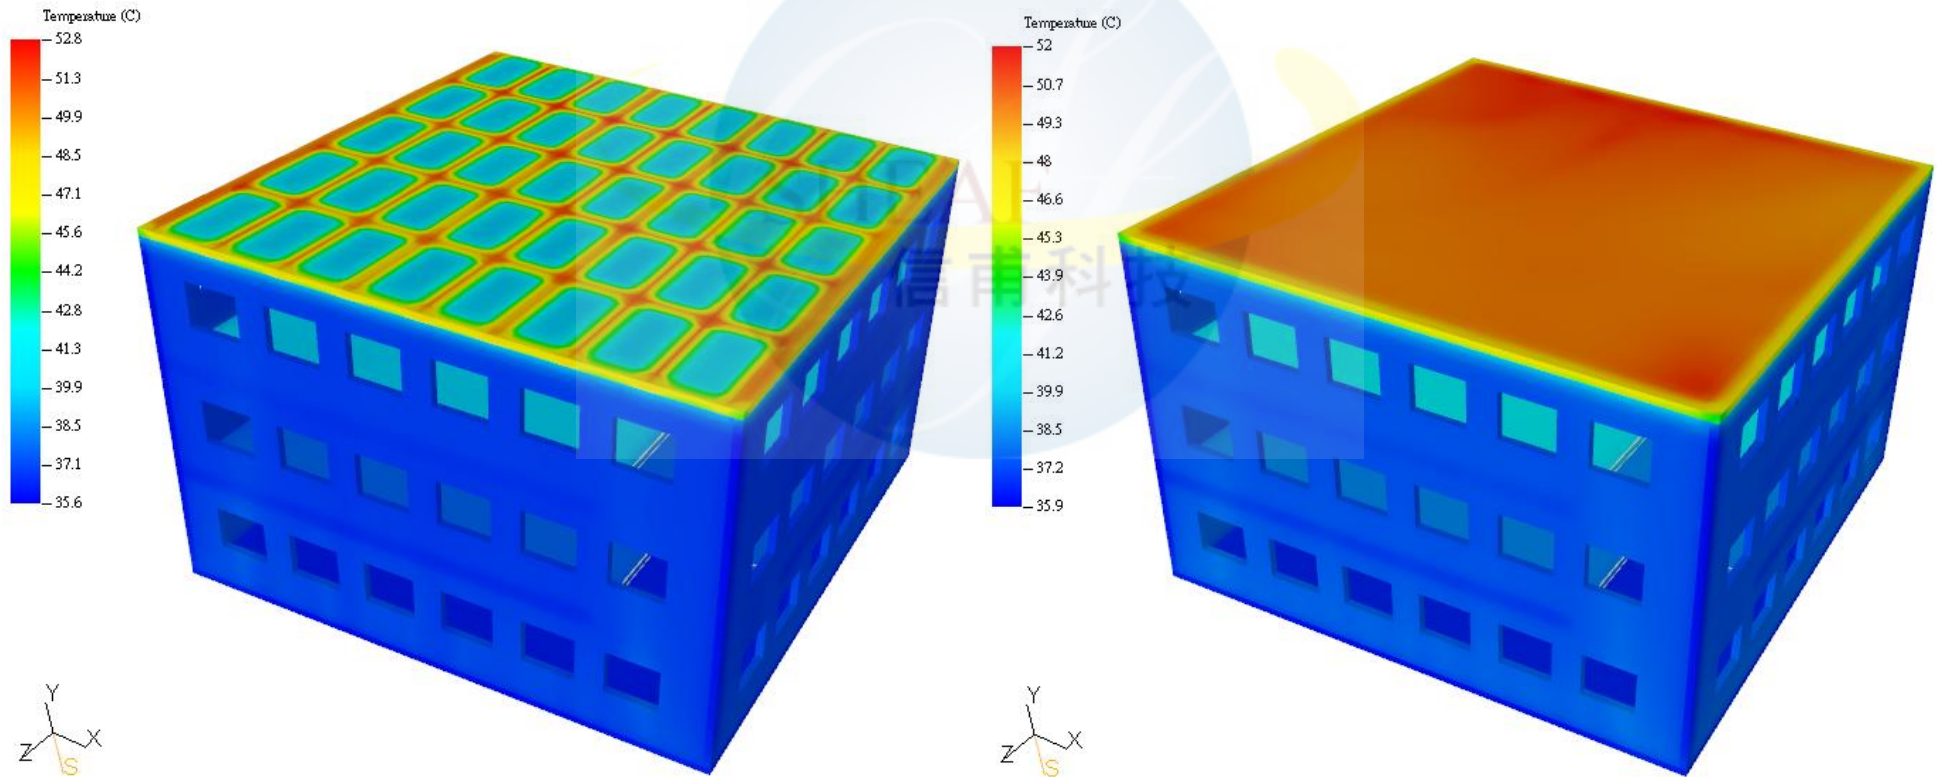 Temperature (C)
52.8
51.3
49.9
48.5
47.1
45.6
44.2
42.8
41.3
39.9
38.5
37.1
35.6
Y
Z
X
S
Temperature (C)
52
50.7
49.3
48
46.6
45.3
43.9
42.6
41.2
39.9
38.5
37.2
35.9
Y
Z
X
S
信甫科技